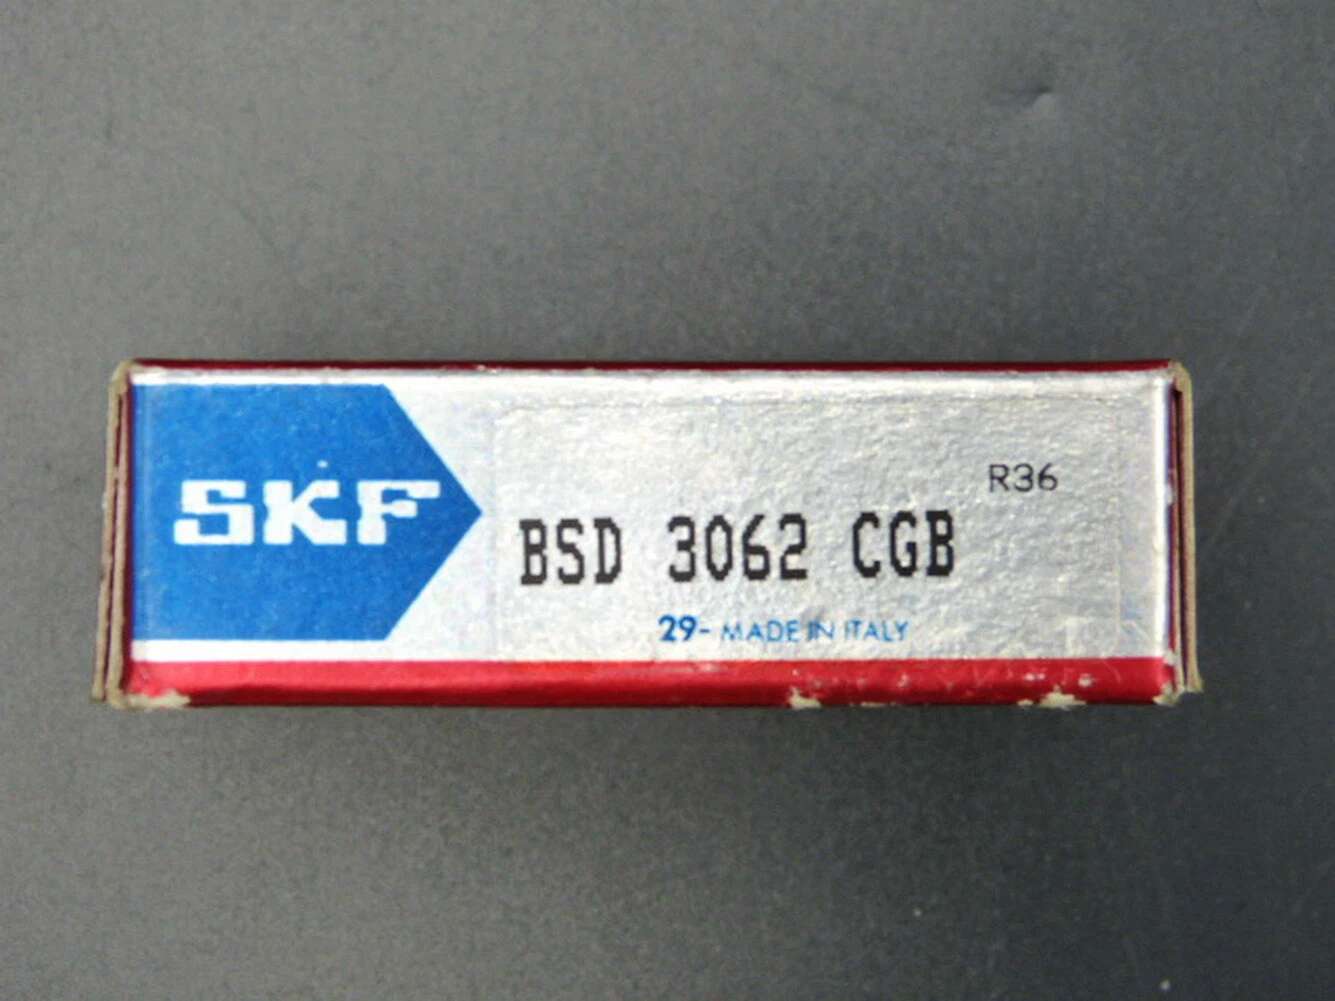 SKF
R36
BSD 3062 CGB
29- MADE IN ITALY